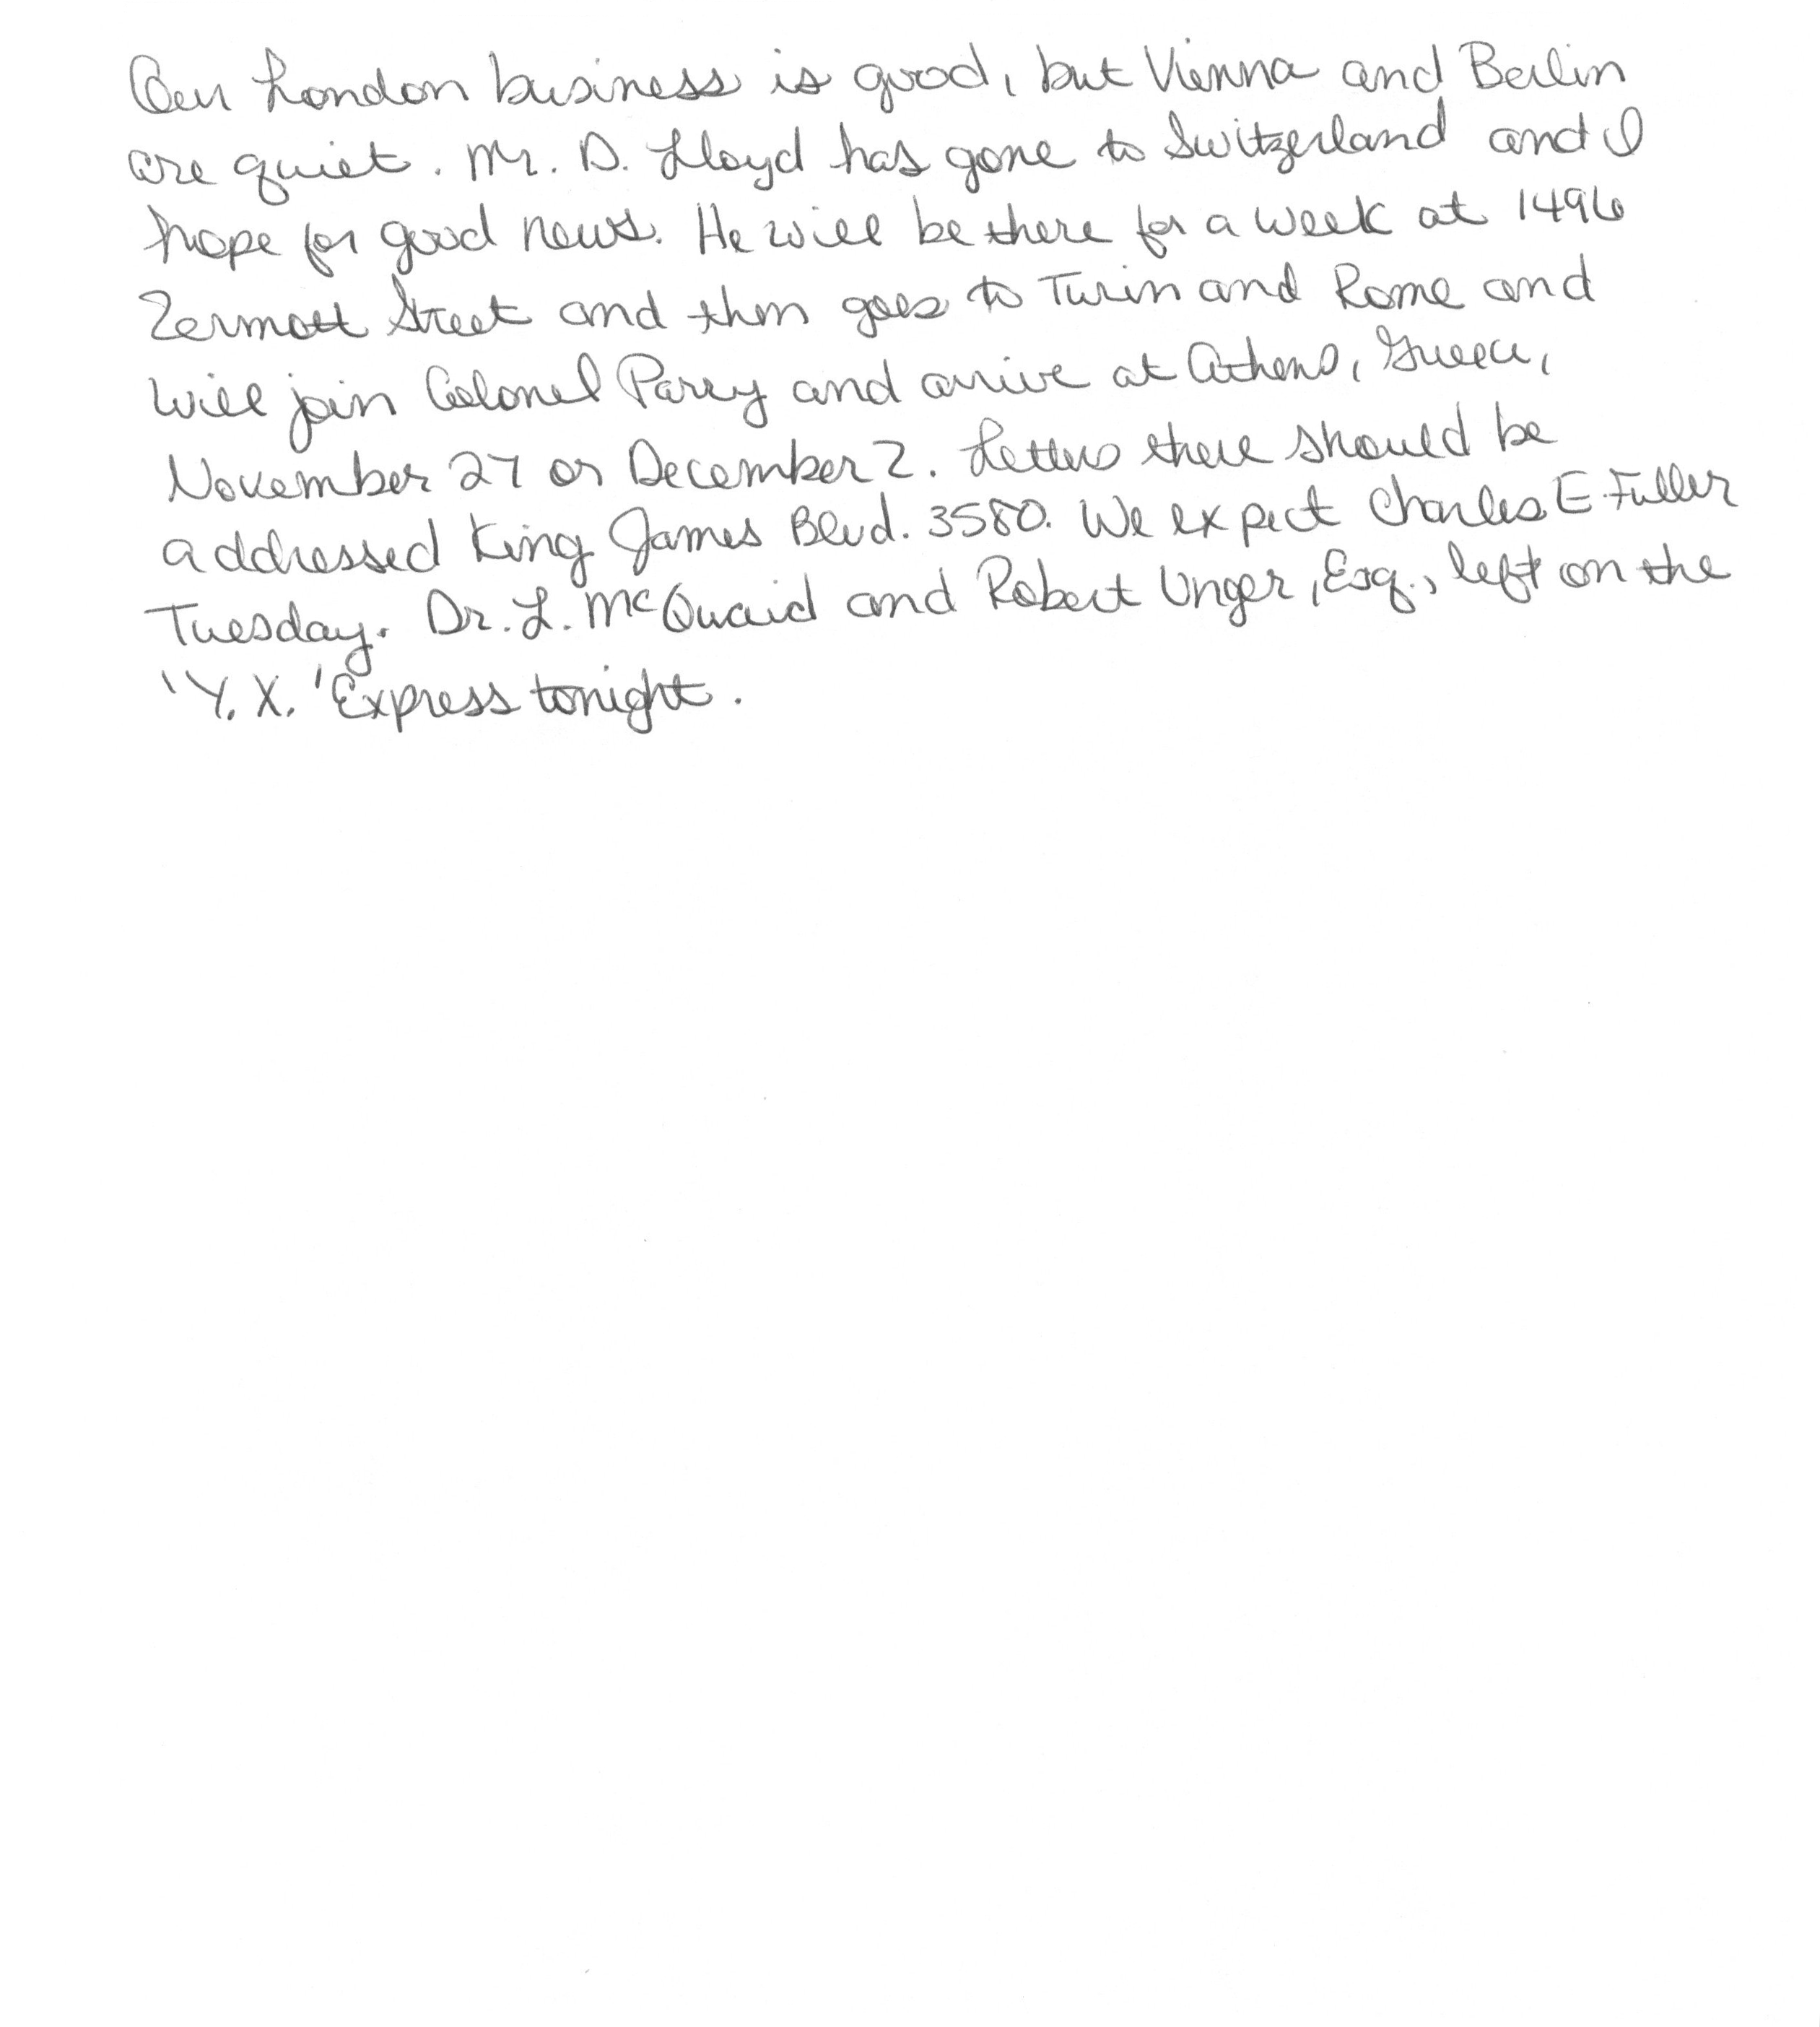 Our London business is good, but Vienna and Berlin
are quiet. Mr. D. Lloyd has gone to Switzerland and I
hope for good news. He will be there for a week at 1496
Zermott Street and then goes to Turin and Rome and
will join Colonel Parry and arrive at Athens, Greece,
November 27 or December 2. Letters there should be
addressed King James Blvd. 3580. We expect Charles E. Fuller
Tuesday. Dr. L. McQuaid and Robert Unger, Esq., left on the
'Y. X.' Express tonight.